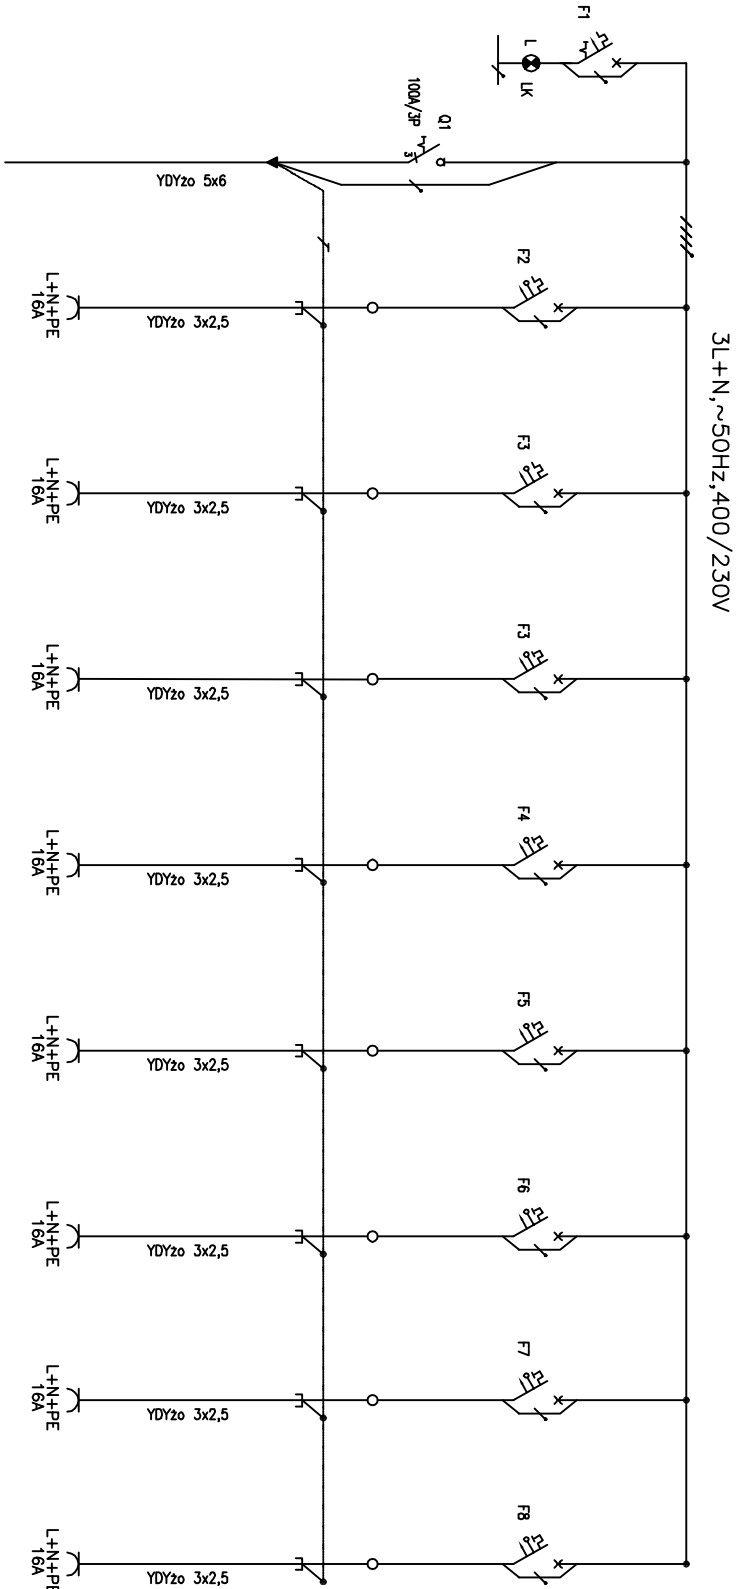 3L+N,~50Hz,400/230V
F1
L
LK
Q1
100A/3P
3
YDYżo 5x6
F2
YDYżo 3x2,5
L+N+PE
16A
F3
YDYżo 3x2,5
L+N+PE
16A
F3
YDYżo 3x2,5
L+N+PE
16A
F4
YDYżo 3x2,5
L+N+PE
16A
F5
YDYżo 3x2,5
L+N+PE
16A
F6
YDYżo 3x2,5
L+N+PE
16A
F7
YDYżo 3x2,5
L+N+PE
16A
F8
YDYżo 3x2,5
L+N+PE
16A